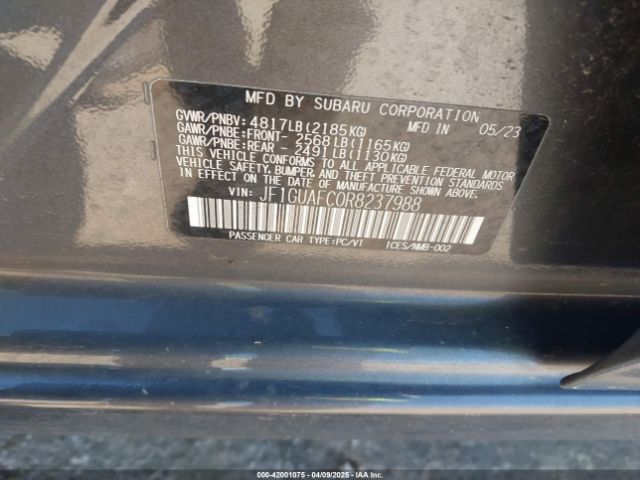 MFD BY SUBARU CORPORATION
GVWR/PNBV: 4817LB(2185KG) MFD IN 05/23
GAWR/PNBE:FRONT- 2568LB(1165KG)
GAWR/PNBE:REAR - 2491LB(1130KG)
THIS VEHICLE CONFORMS TO ALL APPLICABLE FEDERAL MOTOR
VEHICLE SAFETY, BUMPER, AND THEFT PREVENTION STANDARDS
IN EFFECT ON THE DATE OF MANUFACTURE SHOWN ABOVE.
VIN: JF1GUAFC0R8237988
PASSENGER CAR TYPE:PC/VT ICES/NMB-002
000-42001075 - 04/09/2025 - IAAI.COM